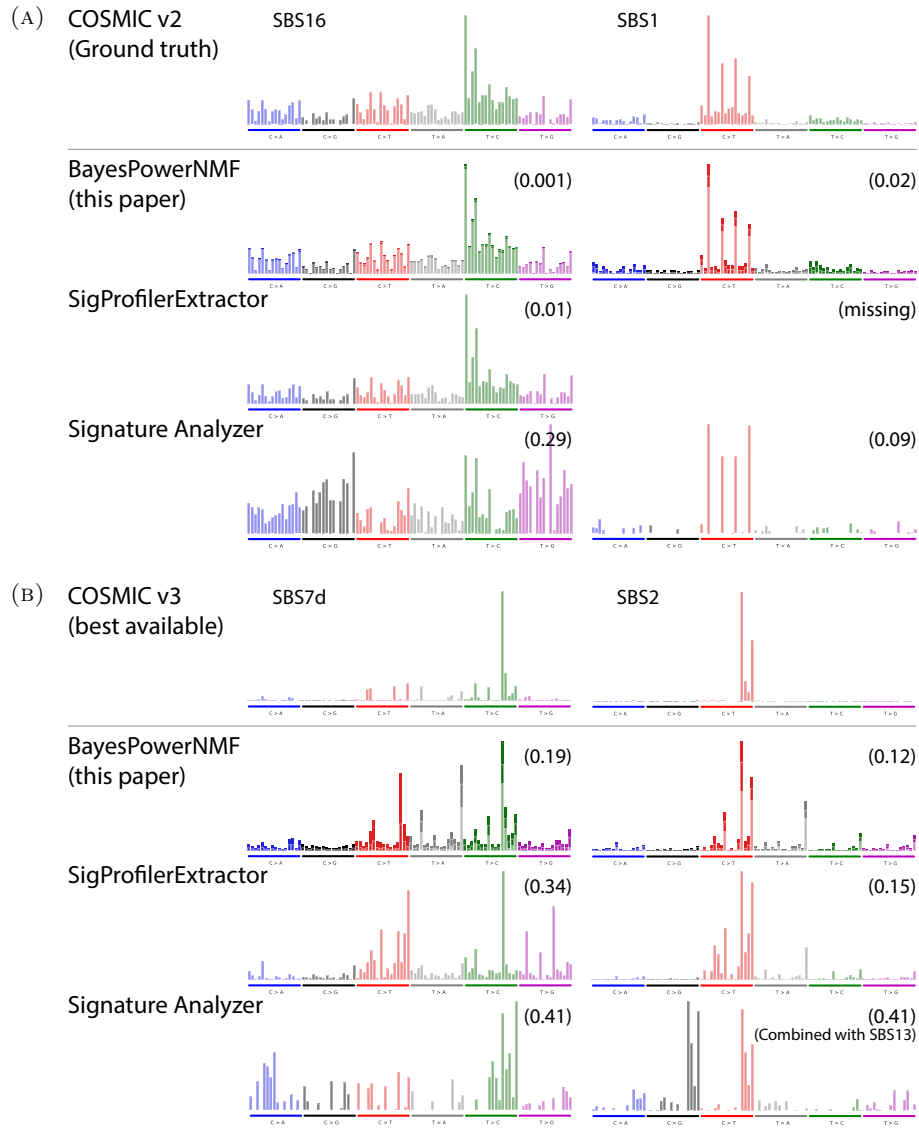 (A) COSMIC v2 (Ground truth) SBS16 SBS1
C>A C>G C>T T>A T>C T>G C>A C>G C>T T>A T>C T>G
BayesPowerNMF (this paper) (0.001) (0.02)
C>A C>G C>T T>A T>C T>G C>A C>G C>T T>A T>C T>G
SigProfilerExtractor (0.01) (missing)
C>A C>G C>T T>A T>C T>G
Signature Analyzer (0.29) (0.09)
C>A C>G C>T T>A T>C T>G C>A C>G C>T T>A T>C T>G
(B) COSMIC v3 (best available) SBS7d SBS2
C>A C>G C>T T>A T>C T>G C>A C>G C>T T>A T>C T>G
BayesPowerNMF (this paper) (0.19) (0.12)
C>A C>G C>T T>A T>C T>G C>A C>G C>T T>A T>C T>G
SigProfilerExtractor (0.34) (0.15)
C>A C>G C>T T>A T>C T>G C>A C>G C>T T>A T>C T>G
Signature Analyzer (0.41) (0.41)
(Combined with SBS13)
C>A C>G C>T T>A T>C T>G C>A C>G C>T T>A T>C T>G